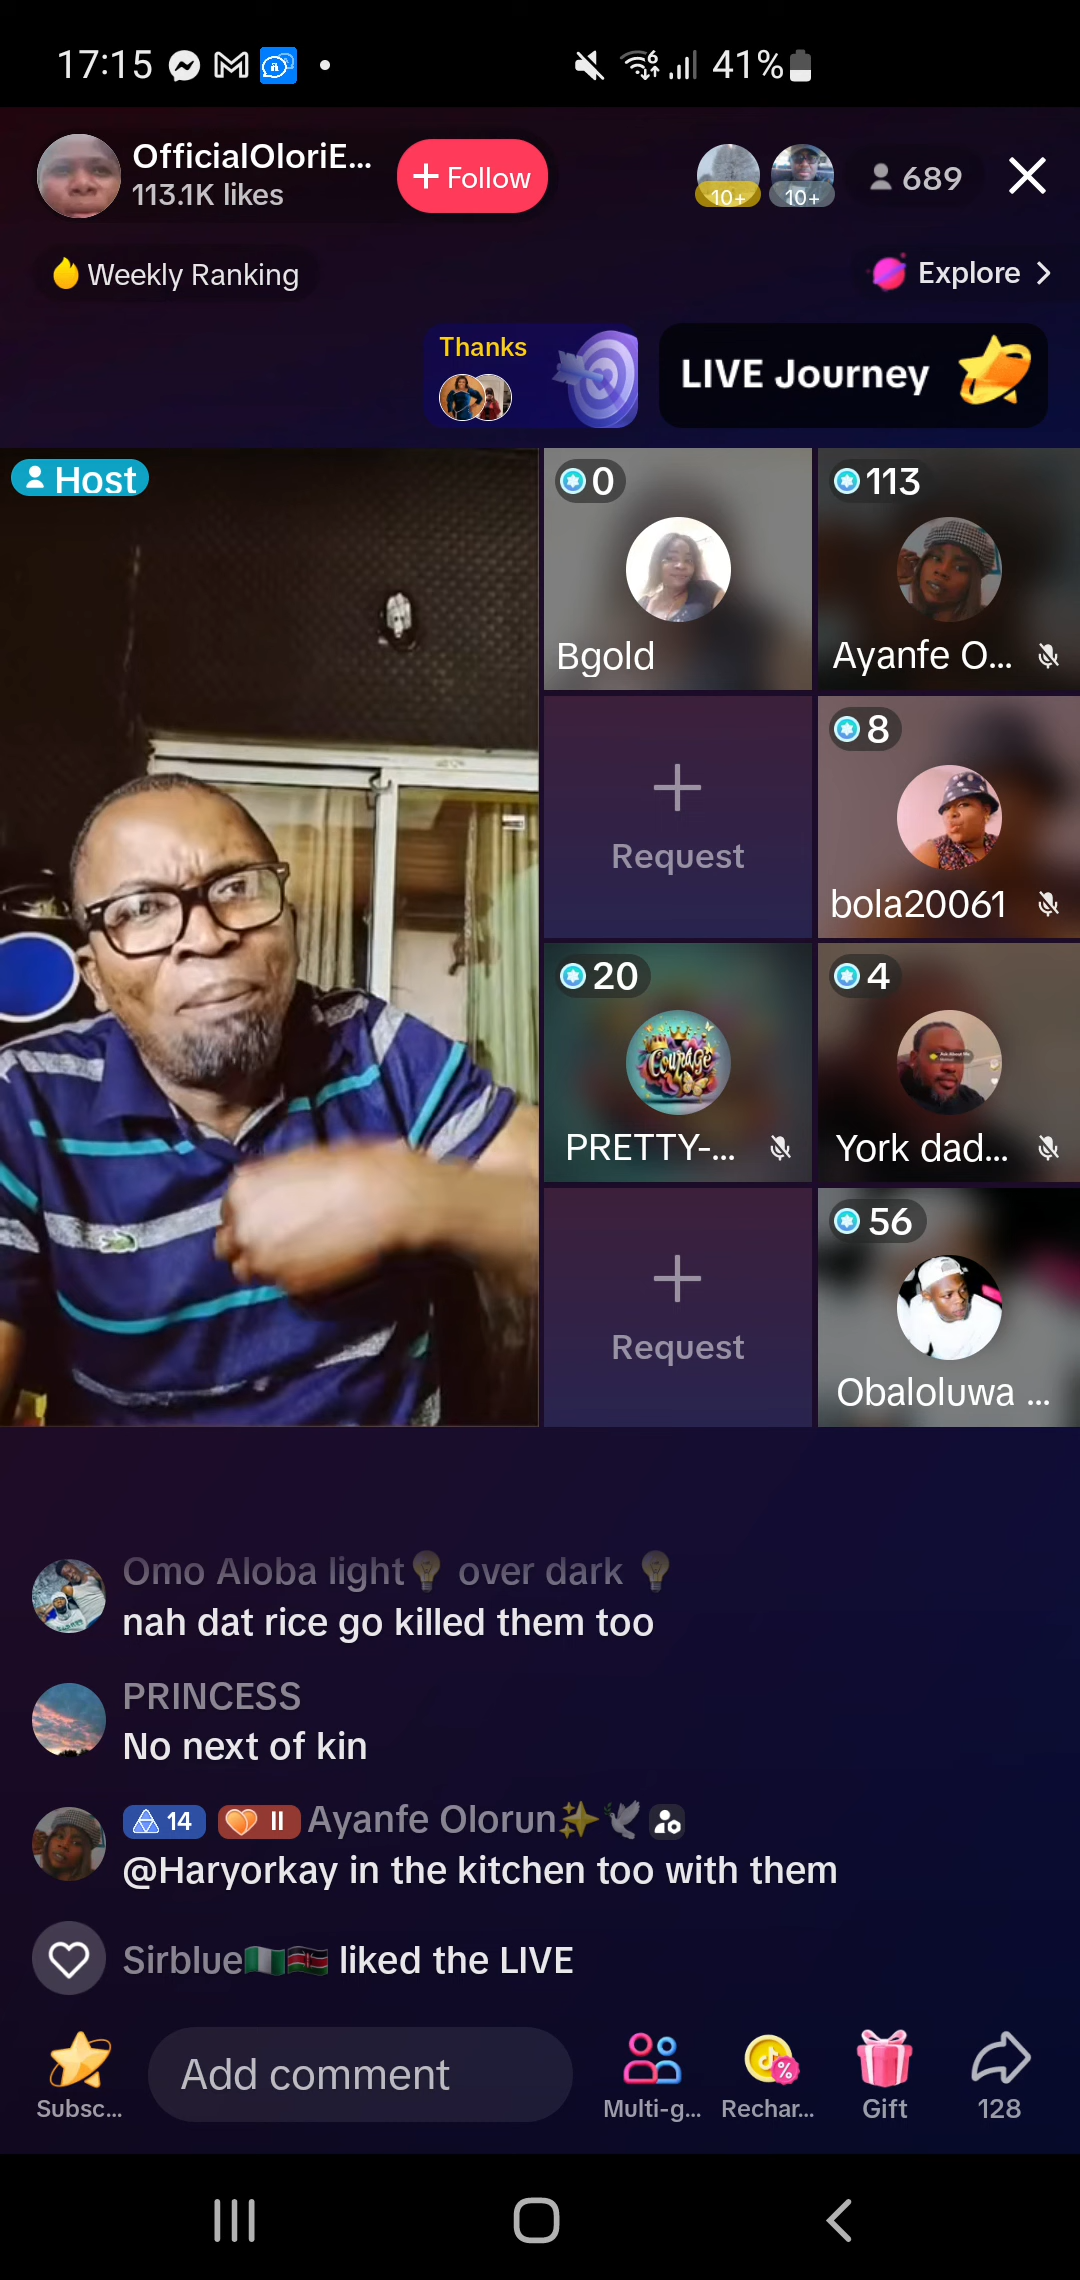 17:15
41%
OfficialOloriE...
113.1K likes
+ Follow
10+
10+
689
Weekly Ranking
Explore >
Thanks
LIVE Journey
Host
0
113
Bgold
Ayanfe O...
+
Request
8
bola20061
20
4
Courage
PRETTY-...
York dad...
+
Request
56
Obaloluwa ...
Omo Aloba light💡 over dark 💡
nah dat rice go killed them too
PRINCESS
No next of kin
14 II Ayanfe Olorun✨🕊
@Haryorkay in the kitchen too with them
Sirblue🇳🇬🇰🇪 liked the LIVE
Subsc...
Add comment
Multi-g...
Rechar...
Gift
128